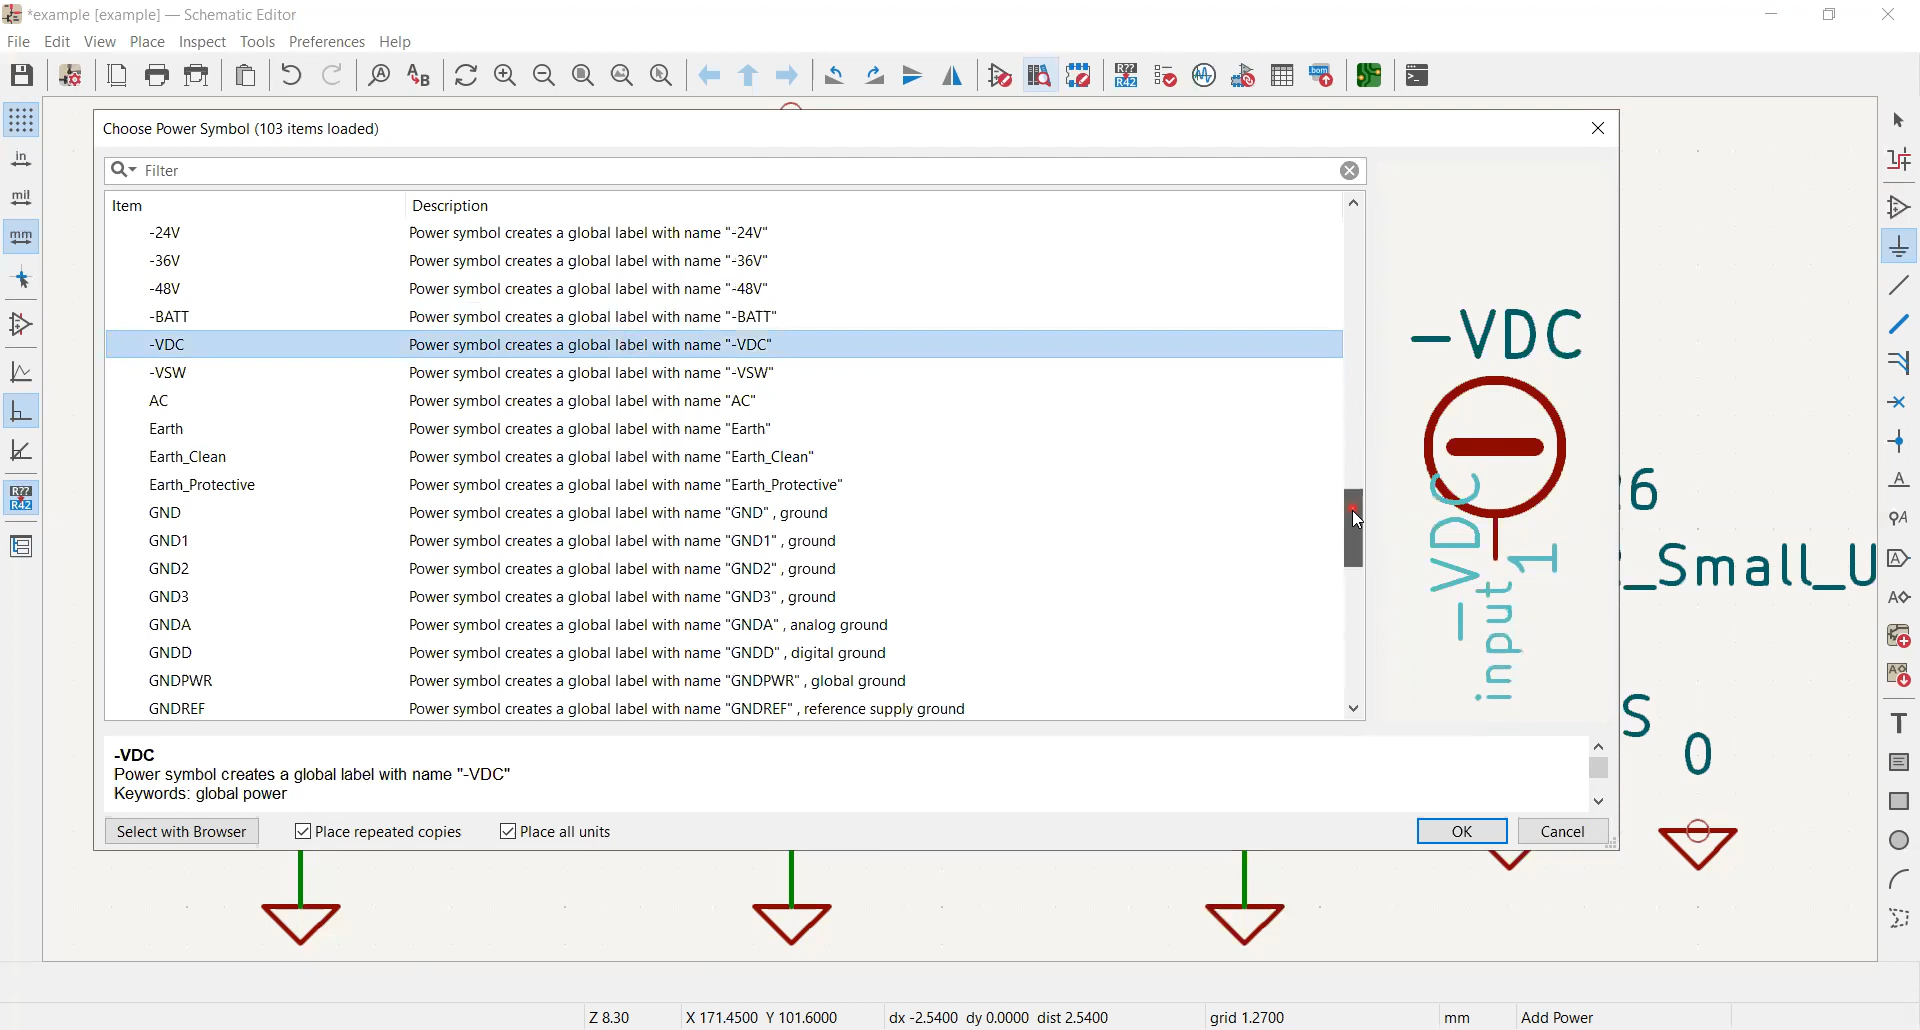 *example [example] — Schematic Editor
File Edit View Place Inspect Tools Preferences Help
Choose Power Symbol (103 items loaded)
Filter
Item Description
-24V Power symbol creates a global label with name "-24V"
-36V Power symbol creates a global label with name "-36V"
-48V Power symbol creates a global label with name "-48V"
-BATT Power symbol creates a global label with name "-BATT"
-VDC Power symbol creates a global label with name "-VDC"
-VSW Power symbol creates a global label with name "-VSW"
AC Power symbol creates a global label with name "AC"
Earth Power symbol creates a global label with name "Earth"
Earth_Clean Power symbol creates a global label with name "Earth_Clean"
Earth_Protective Power symbol creates a global label with name "Earth_Protective"
GND Power symbol creates a global label with name "GND" , ground
GND1 Power symbol creates a global label with name "GND1" , ground
GND2 Power symbol creates a global label with name "GND2" , ground
GND3 Power symbol creates a global label with name "GND3" , ground
GNDA Power symbol creates a global label with name "GNDA" , analog ground
GNDD Power symbol creates a global label with name "GNDD" , digital ground
GNDPWR Power symbol creates a global label with name "GNDPWR" , global ground
GNDREF Power symbol creates a global label with name "GNDREF" , reference supply ground
-VDC
-VDC
input
1
6
_Small_U
S
0
-VDC
Power symbol creates a global label with name "-VDC"
Keywords: global power
Select with Browser Place repeated copies Place all units OK Cancel
in
mil
mm
R??
R42
R??
R42
bom
Z 8.30 X 171.4500 Y 101.6000 dx -2.5400 dy 0.0000 dist 2.5400 grid 1.2700 mm Add Power